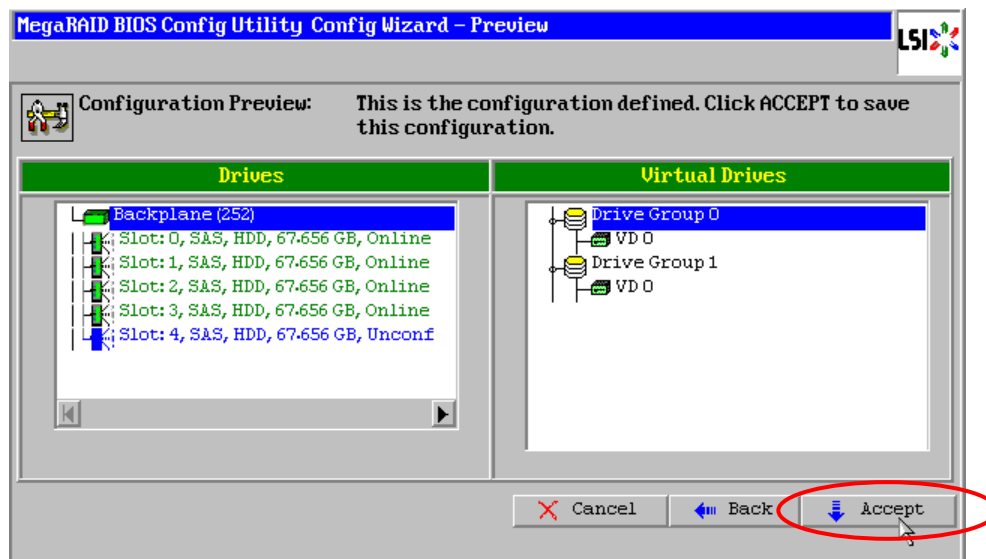 MegaRAID BIOS Config Utility Config Wizard - Preview
LSI
Configuration Preview: This is the configuration defined. Click ACCEPT to save
this configuration.
Drives
Backplane (252)
Slot: 0, SAS, HDD, 67.656 GB, Online
Slot: 1, SAS, HDD, 67.656 GB, Online
Slot: 2, SAS, HDD, 67.656 GB, Online
Slot: 3, SAS, HDD, 67.656 GB, Online
Slot: 4, SAS, HDD, 67.656 GB, Unconf
Virtual Drives
Drive Group 0
VD 0
Drive Group 1
VD 0
Cancel
Back
Accept